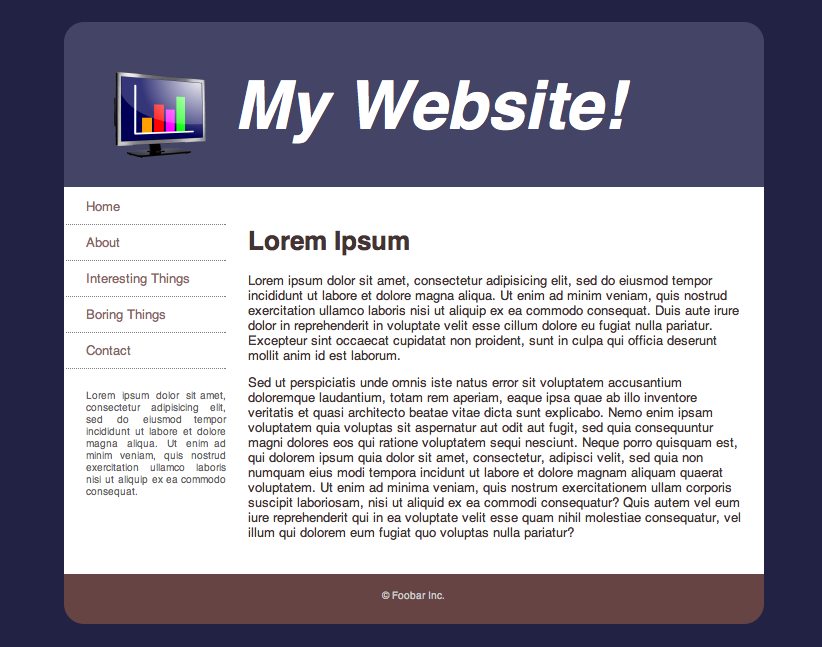 My Website!
Home
About
Interesting Things
Boring Things
Contact
Lorem ipsum dolor sit amet,
consectetur adipisicing elit,
sed do eiusmod tempor
incididunt ut labore et dolore
magna aliqua. Ut enim ad
minim veniam, quis nostrud
exercitation ullamco laboris
nisi ut aliquip ex ea commodo
consequat.
Lorem Ipsum
Lorem ipsum dolor sit amet, consectetur adipisicing elit, sed do eiusmod tempor
incididunt ut labore et dolore magna aliqua. Ut enim ad minim veniam, quis nostrud
exercitation ullamco laboris nisi ut aliquip ex ea commodo consequat. Duis aute irure
dolor in reprehenderit in voluptate velit esse cillum dolore eu fugiat nulla pariatur.
Excepteur sint occaecat cupidatat non proident, sunt in culpa qui officia deserunt
mollit anim id est laborum.
Sed ut perspiciatis unde omnis iste natus error sit voluptatem accusantium
doloremque laudantium, totam rem aperiam, eaque ipsa quae ab illo inventore
veritatis et quasi architecto beatae vitae dicta sunt explicabo. Nemo enim ipsam
voluptatem quia voluptas sit aspernatur aut odit aut fugit, sed quia consequuntur
magni dolores eos qui ratione voluptatem sequi nesciunt. Neque porro quisquam est,
qui dolorem ipsum quia dolor sit amet, consectetur, adipisci velit, sed quia non
numquam eius modi tempora incidunt ut labore et dolore magnam aliquam quaerat
voluptatem. Ut enim ad minima veniam, quis nostrum exercitationem ullam corporis
suscipit laboriosam, nisi ut aliquid ex ea commodi consequatur? Quis autem vel eum
iure reprehenderit qui in ea voluptate velit esse quam nihil molestiae consequatur, vel
illum qui dolorem eum fugiat quo voluptas nulla pariatur?
© Foobar Inc.